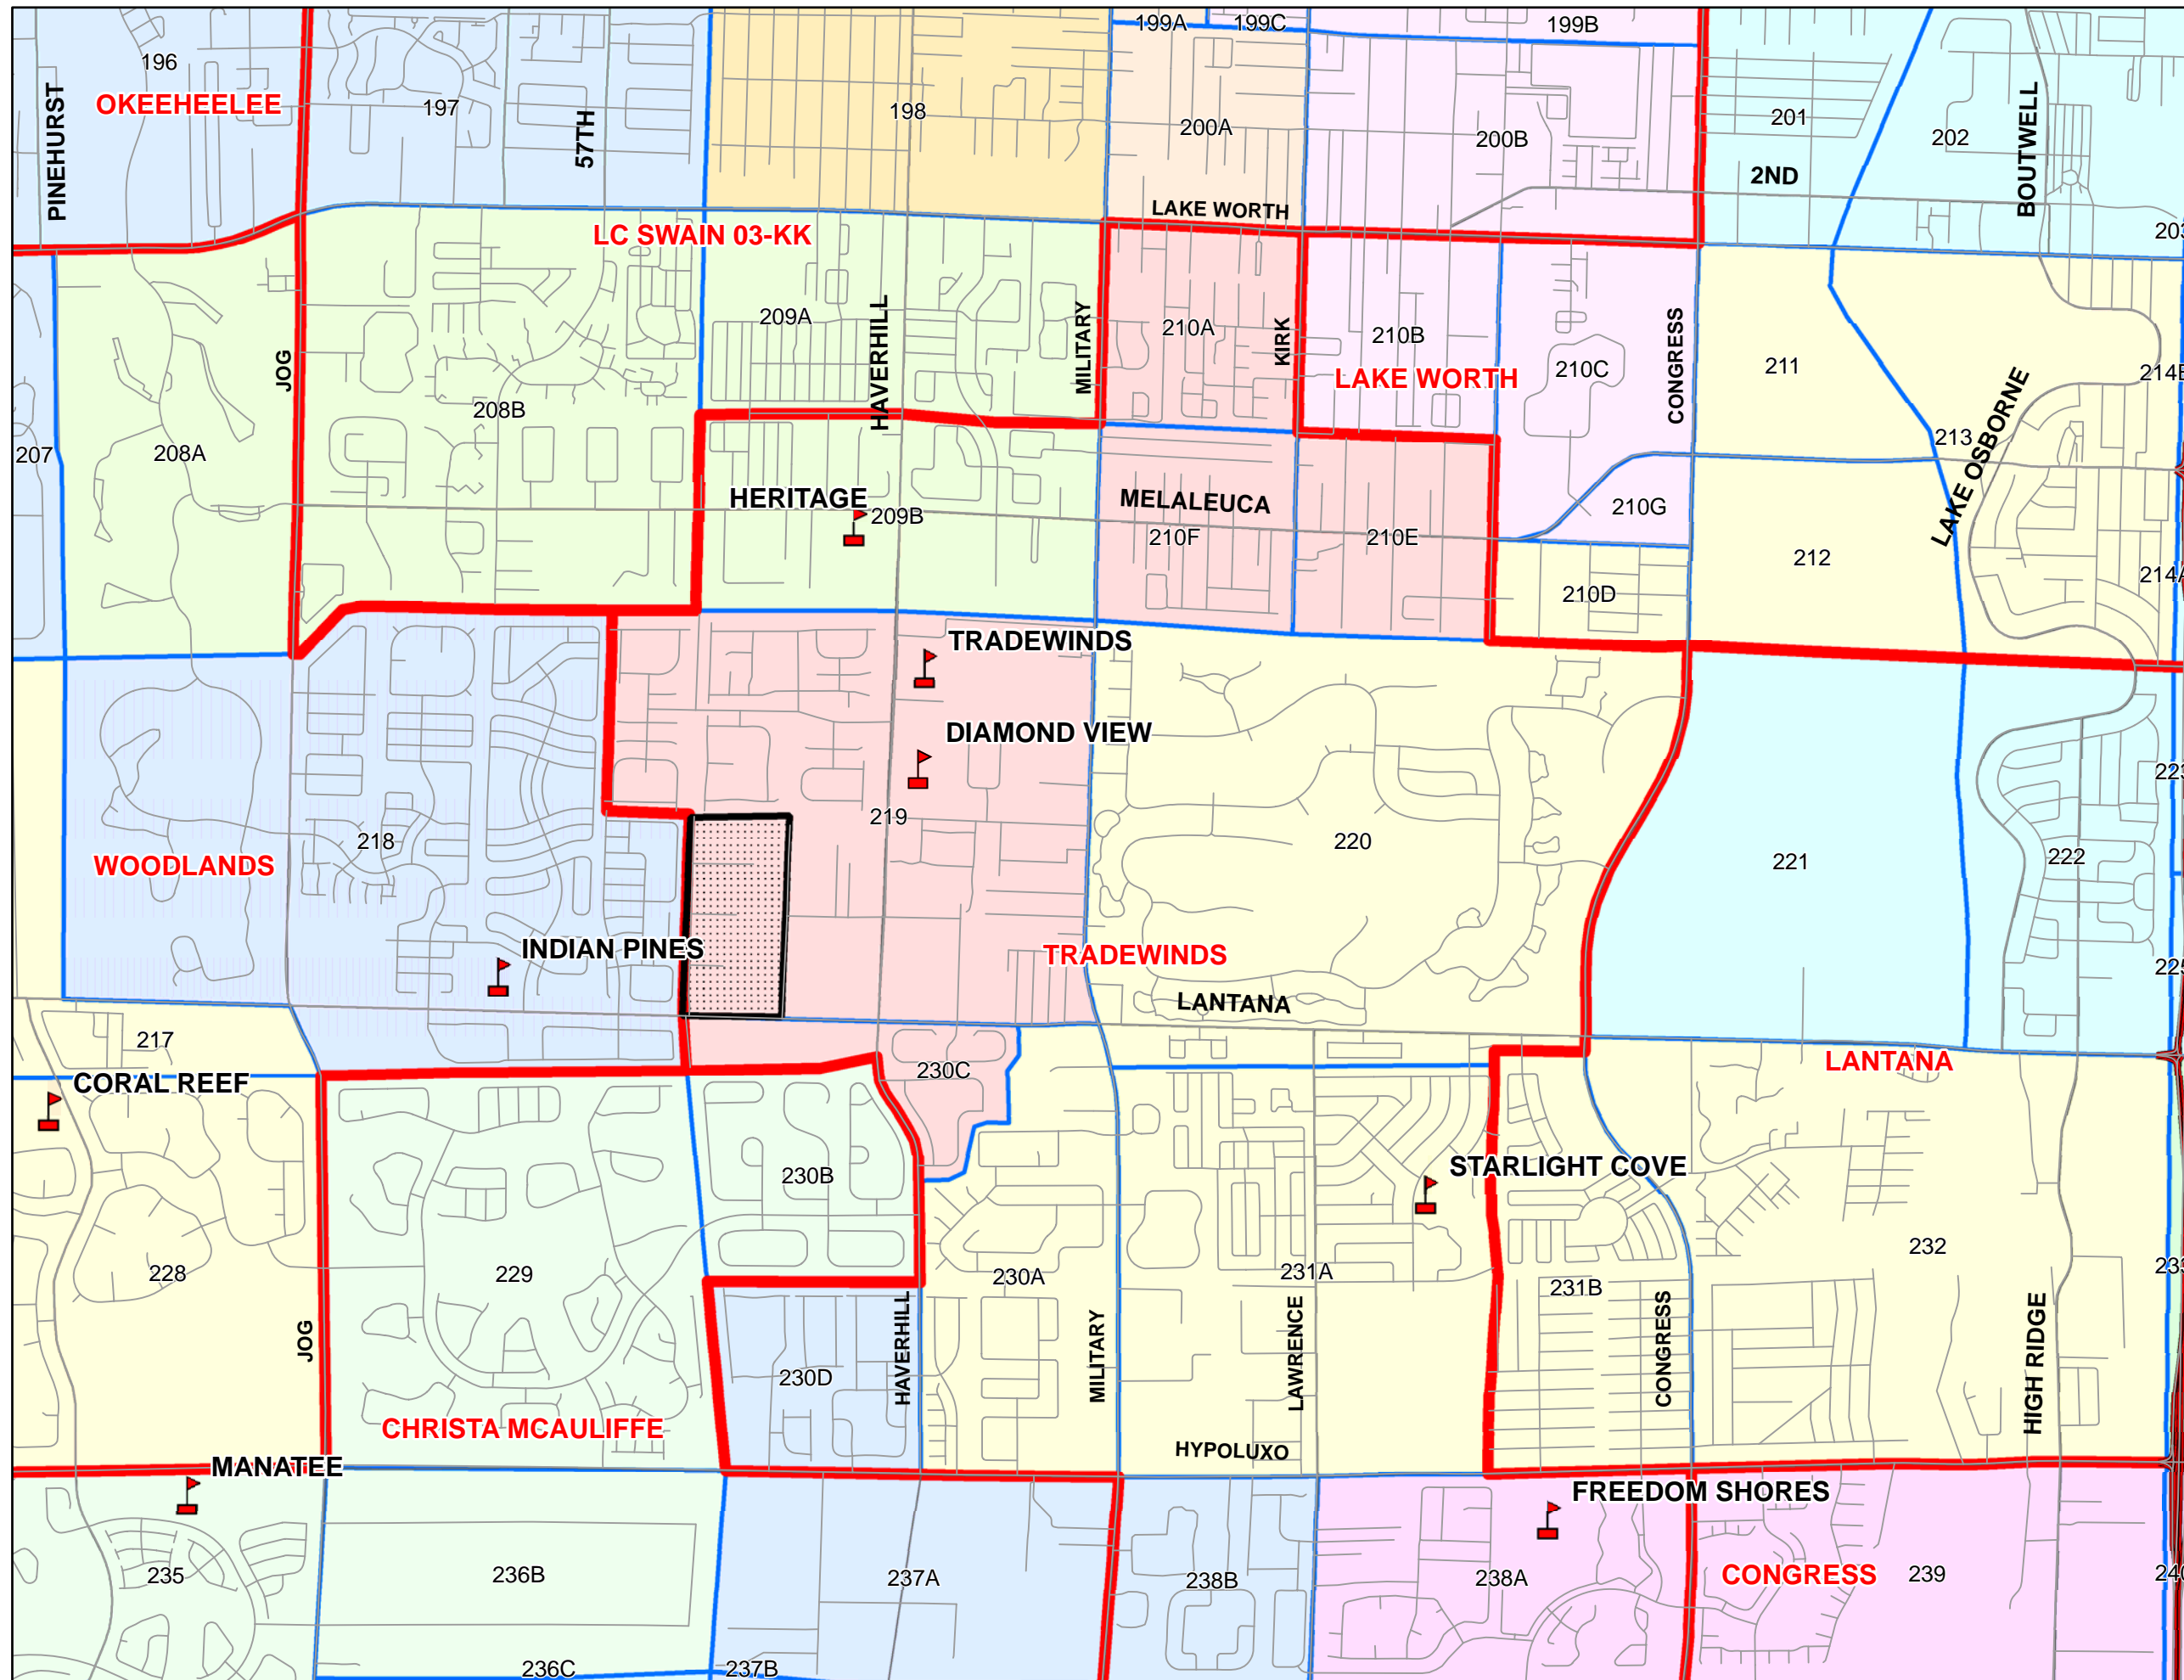 199A
199C
199B
196
OKEEHEELEE
197
198
200A
200B
201
202
PINEHURST
57TH
BOUTWELL
2ND
LAKE WORTH
LC SWAIN 03-KK
209A
HAVERHILL
MILITARY
210A
KIRK
210B
LAKE WORTH
210C
CONGRESS
211
JOG
208B
207
208A
213
LAKE OSBORNE
HERITAGE
209B
MELALEUCA
210F
210E
210G
212
210D
TRADEWINDS
DIAMOND VIEW
219
218
WOODLANDS
220
221
222
INDIAN PINES
TRADEWINDS
LANTANA
217
CORAL REEF
230C
LANTANA
230B
STARLIGHT COVE
228
229
230A
231A
231B
232
JOG
230D
HAVERHILL
MILITARY
LAWRENCE
CONGRESS
HIGH RIDGE
CHRISTA MCAULIFFE
HYPOLUXO
MANATEE
FREEDOM SHORES
235
236B
237A
238B
238A
CONGRESS
239
236C
237B